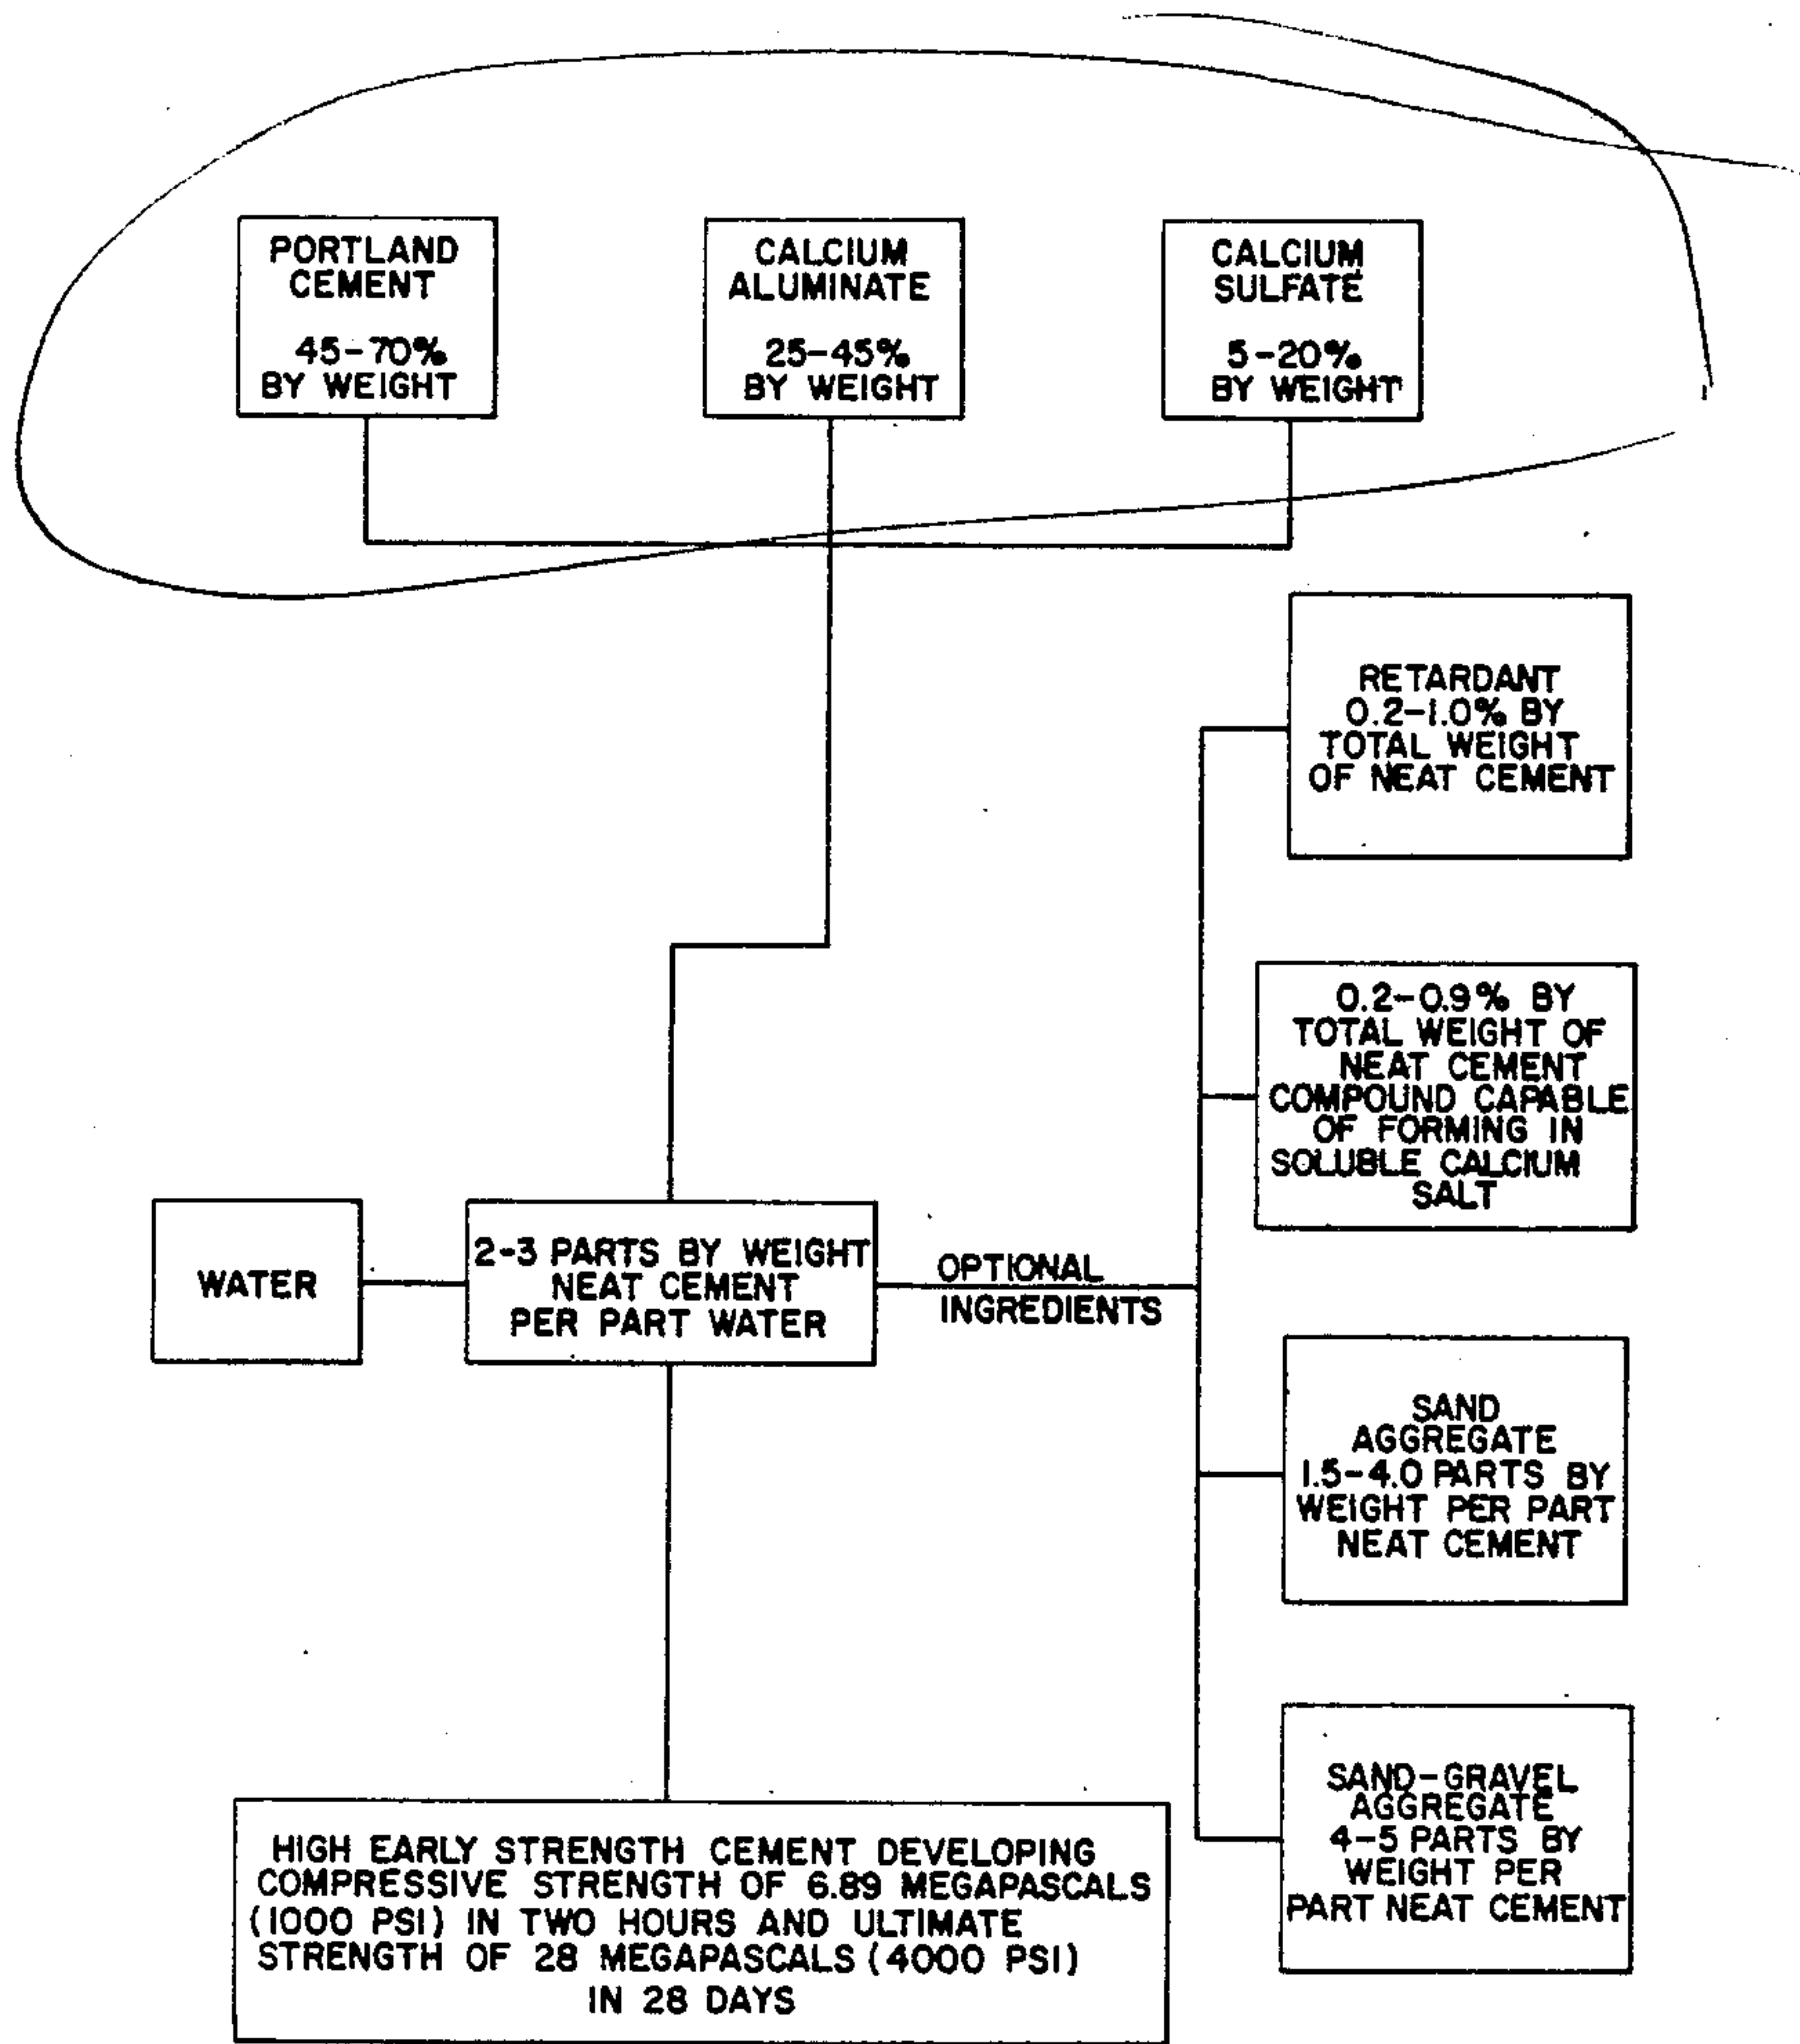 PORTLAND
CEMENT
45-70%
BY WEIGHT
CALCIUM
ALUMINATE
25-45%
BY WEIGHT
CALCIUM
SULFATE
5-20%
BY WEIGHT
RETARDANT
0.2-1.0% BY
TOTAL WEIGHT
OF NEAT CEMENT
0.2-0.9% BY
TOTAL WEIGHT OF
NEAT CEMENT
COMPOUND CAPABLE
OF FORMING IN
SOLUBLE CALCIUM
SALT
WATER
2-3 PARTS BY WEIGHT
NEAT CEMENT
PER PART WATER
OPTIONAL
INGREDIENTS
SAND
AGGREGATE
1.5-4.0 PARTS BY
WEIGHT PER PART
NEAT CEMENT
SAND-GRAVEL
AGGREGATE
4-5 PARTS BY
WEIGHT PER
PART NEAT CEMENT
HIGH EARLY STRENGTH CEMENT DEVELOPING
COMPRESSIVE STRENGTH OF 6.89 MEGAPASCALS
(1000 PSI) IN TWO HOURS AND ULTIMATE
STRENGTH OF 28 MEGAPASCALS (4000 PSI)
IN 28 DAYS